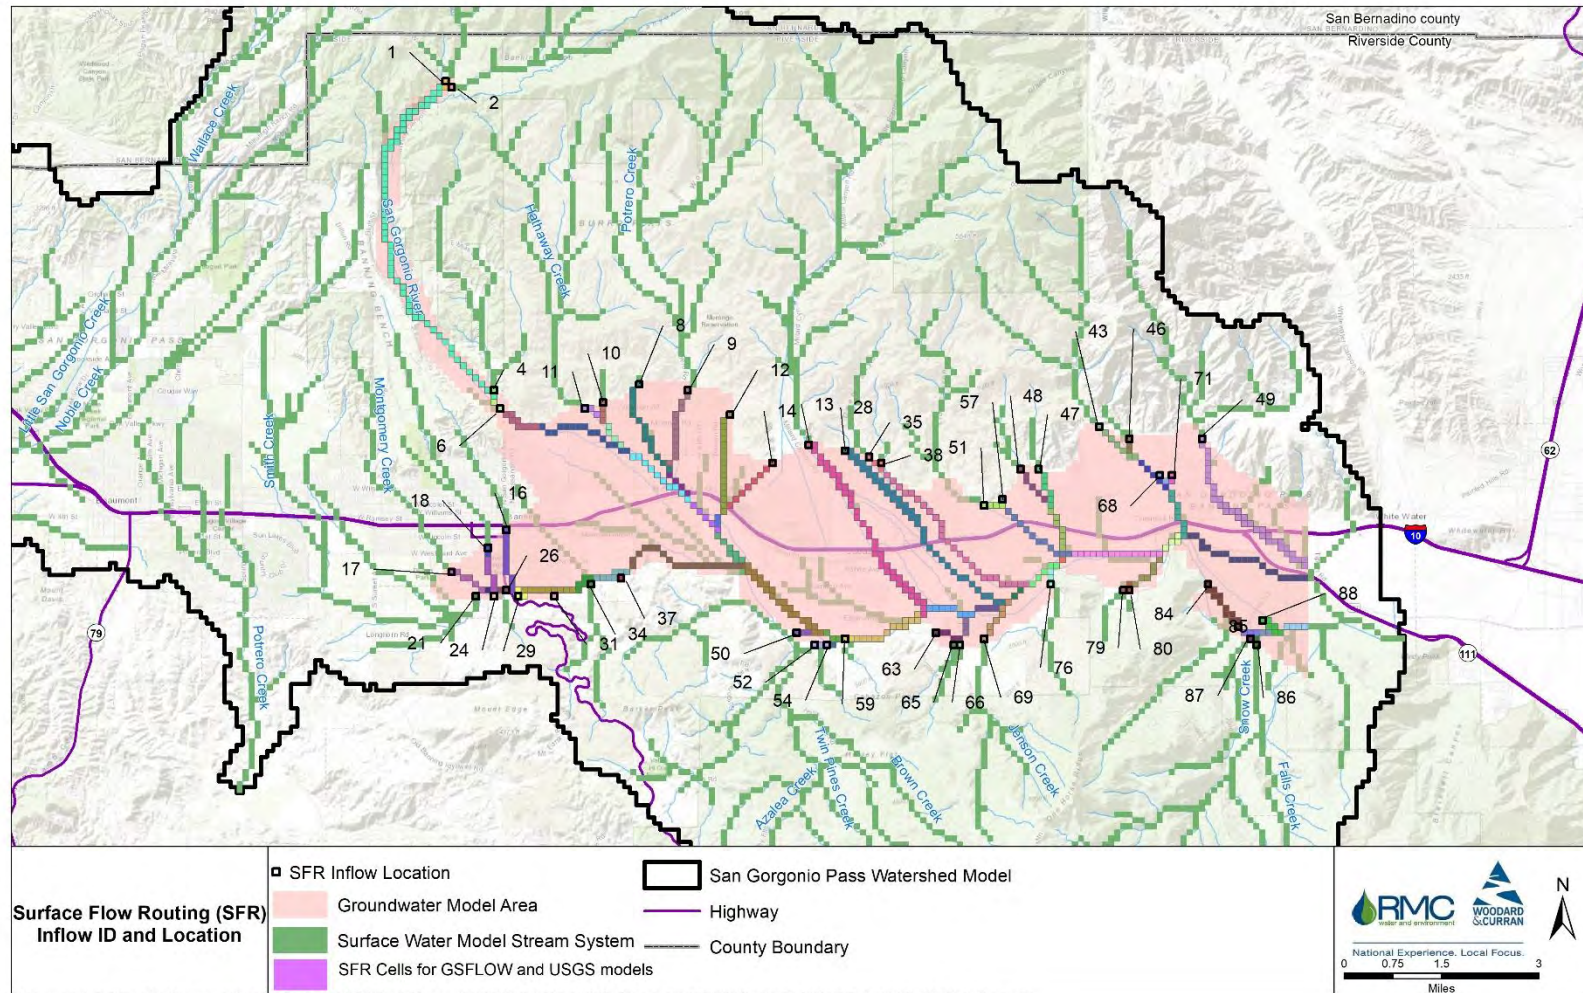 San Bernadino county
Riverside County
1
2
Wallace Creek
San Gorgonio River
Hathaway Creek
Potrero Creek
BANNING BENCH
Little San Gorgonio Creek
Noble Creek
Smith Creek
Montgomery Creek
Potrero Creek
4
6
11
10
8
9
12
14
13
28
35
38
57
51
48
47
43
46
71
49
68
62
10
18
16
17
26
21
24
29
31
34
37
50
52
54
59
63
65
66
69
76
79
80
84
85
87
86
88
79
111
Beaumont
White Water
Azalea Creek
Twin Pines Creek
Brown Creek
Jenson Creek
Snow Creek
Falls Creek
Surface Flow Routing (SFR)
Inflow ID and Location
SFR Inflow Location
Groundwater Model Area
Surface Water Model Stream System
SFR Cells for GSFLOW and USGS models
San Gorgonio Pass Watershed Model
Highway
County Boundary
RMC
water and environment
WOODARD
&CURRAN
National Experience. Local Focus.
N
0 0.75 1.5 3
Miles